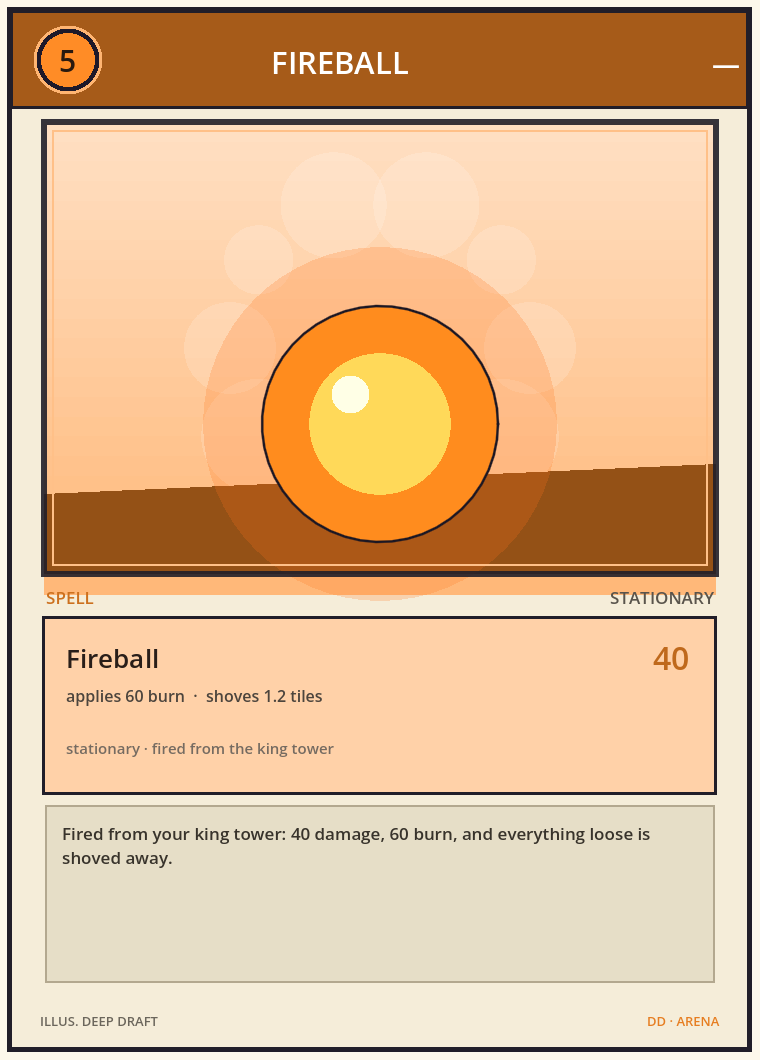 5
FIREBALL
—
SPELL
STATIONARY
Fireball
40
applies 60 burn · shoves 1.2 tiles
stationary · fired from the king tower
Fired from your king tower: 40 damage, 60 burn, and everything loose is
shoved away.
ILLUS. DEEP DRAFT
DD · ARENA